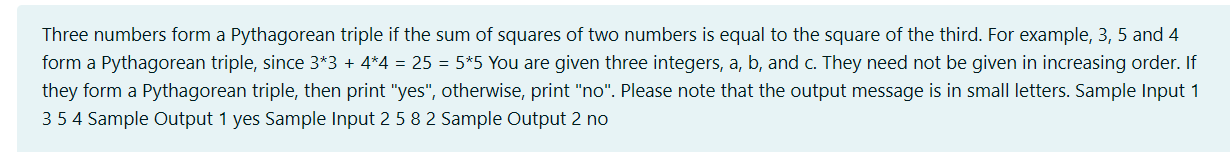 Three numbers form a Pythagorean triple if the sum of squares of two numbers is equal to the square of the third. For example, 3, 5 and 4
form a Pythagorean triple, since 3*3 + 4*4 = 25 = 5*5 You are given three integers, a, b, and c. They need not be given in increasing order. If
they form a Pythagorean triple, then print "yes", otherwise, print "no". Please note that the output message is in small letters. Sample Input 1
3 5 4 Sample Output 1 yes Sample Input 2 5 8 2 Sample Output 2 no